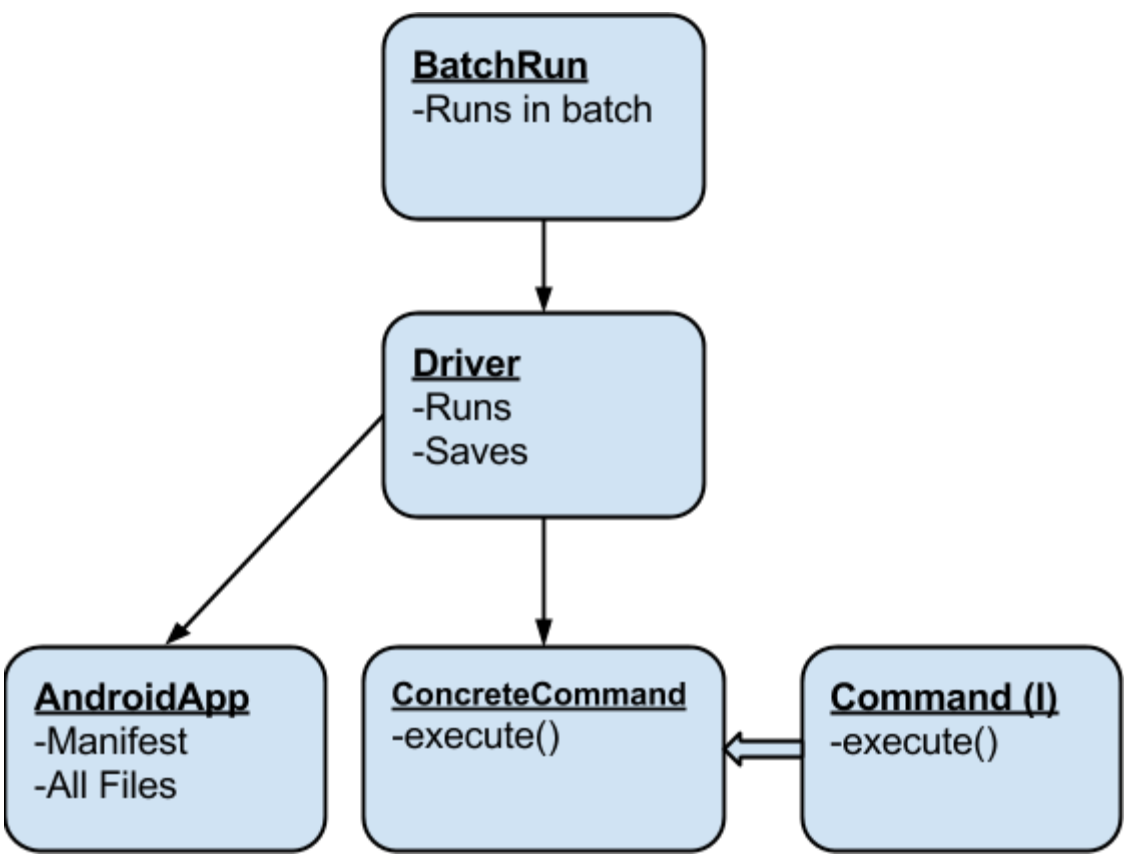 BatchRun
-Runs in batch
Driver
-Runs
-Saves
AndroidApp
-Manifest
-All Files
ConcreteCommand
-execute()
Command (I)
-execute()